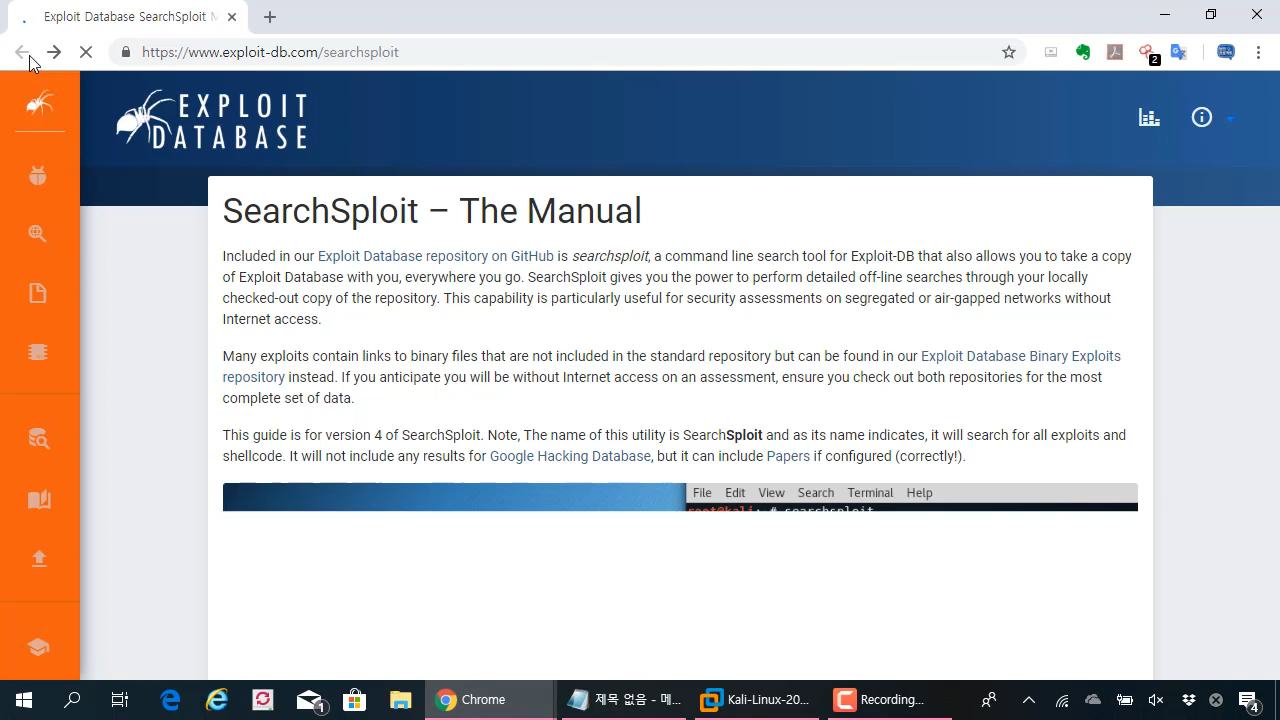 Exploit Database SearchSploit M
https://www.exploit-db.com/searchsploit
2
EXPLOIT
DATABASE
SearchSploit – The Manual
Included in our Exploit Database repository on GitHub is searchsploit, a command line search tool for Exploit-DB that also allows you to take a copy
of Exploit Database with you, everywhere you go. SearchSploit gives you the power to perform detailed off-line searches through your locally
checked-out copy of the repository. This capability is particularly useful for security assessments on segregated or air-gapped networks without
Internet access.
Many exploits contain links to binary files that are not included in the standard repository but can be found in our Exploit Database Binary Exploits
repository instead. If you anticipate you will be without Internet access on an assessment, ensure you check out both repositories for the most
complete set of data.
This guide is for version 4 of SearchSploit. Note, The name of this utility is SearchSploit and as its name indicates, it will search for all exploits and
shellcode. It will not include any results for Google Hacking Database, but it can include Papers if configured (correctly!).
File Edit View Search Terminal Help
root@kali:~# searchsploit
1
Chrome
제목 없음 - 메...
Kali-Linux-20...
Recording...
4